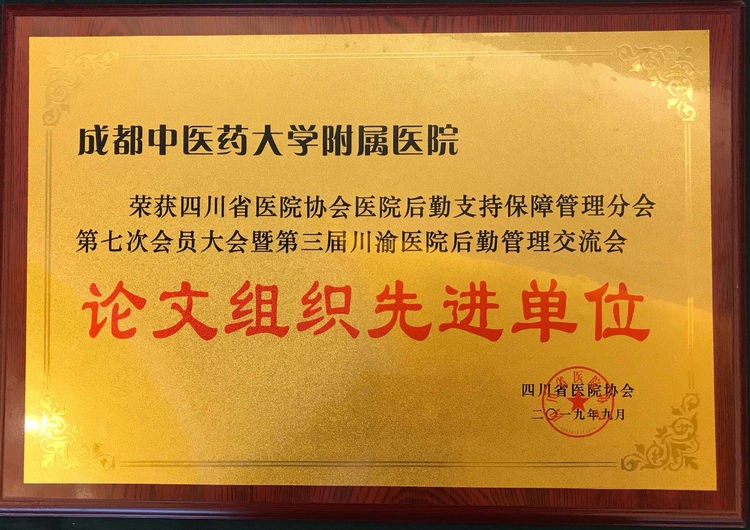 成都中医药大学附属医院
荣获四川省医院协会医院后勤支持保障管理分会
第七次会员大会暨第三届川渝医院后勤管理交流会
论文组织先进单位
四川省医院协会
二〇一九年九月